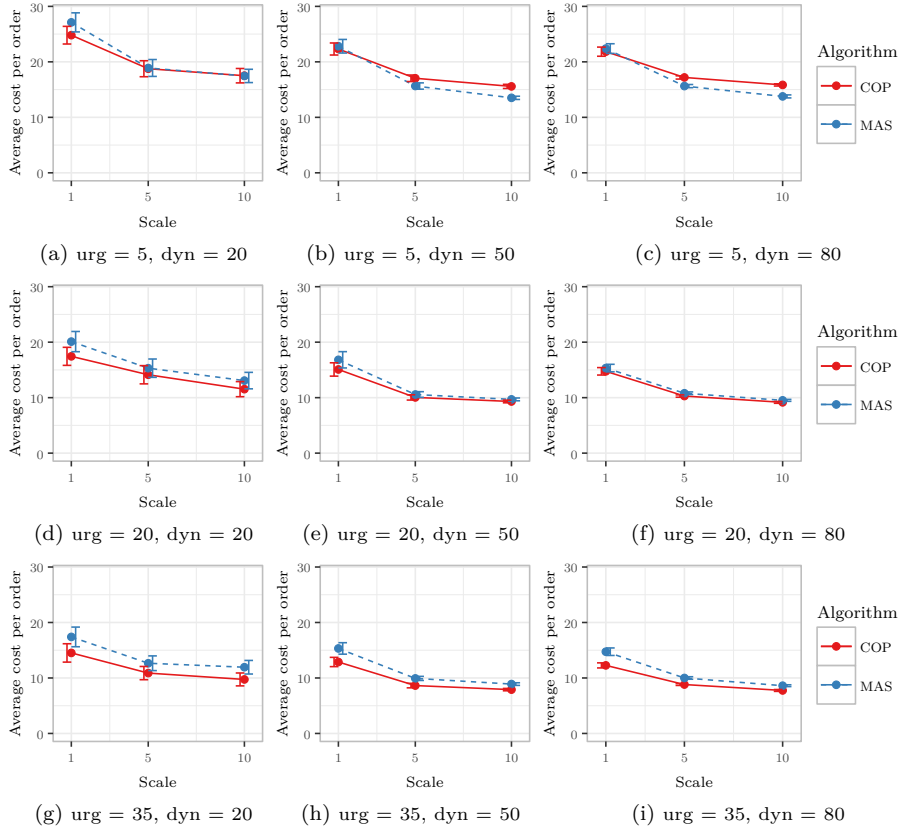 Average cost per order
30
20
10
0
1
5
10
Scale
(a) urg = 5, dyn = 20
Average cost per order
30
20
10
0
1
5
10
Scale
(b) urg = 5, dyn = 50
Average cost per order
30
20
10
0
1
5
10
Scale
(c) urg = 5, dyn = 80
Algorithm
COP
MAS
Average cost per order
30
20
10
0
1
5
10
Scale
(d) urg = 20, dyn = 20
Average cost per order
30
20
10
0
1
5
10
Scale
(e) urg = 20, dyn = 50
Average cost per order
30
20
10
0
1
5
10
Scale
(f) urg = 20, dyn = 80
Algorithm
COP
MAS
Average cost per order
30
20
10
0
1
5
10
Scale
(g) urg = 35, dyn = 20
Average cost per order
30
20
10
0
1
5
10
Scale
(h) urg = 35, dyn = 50
Average cost per order
30
20
10
0
1
5
10
Scale
(i) urg = 35, dyn = 80
Algorithm
COP
MAS